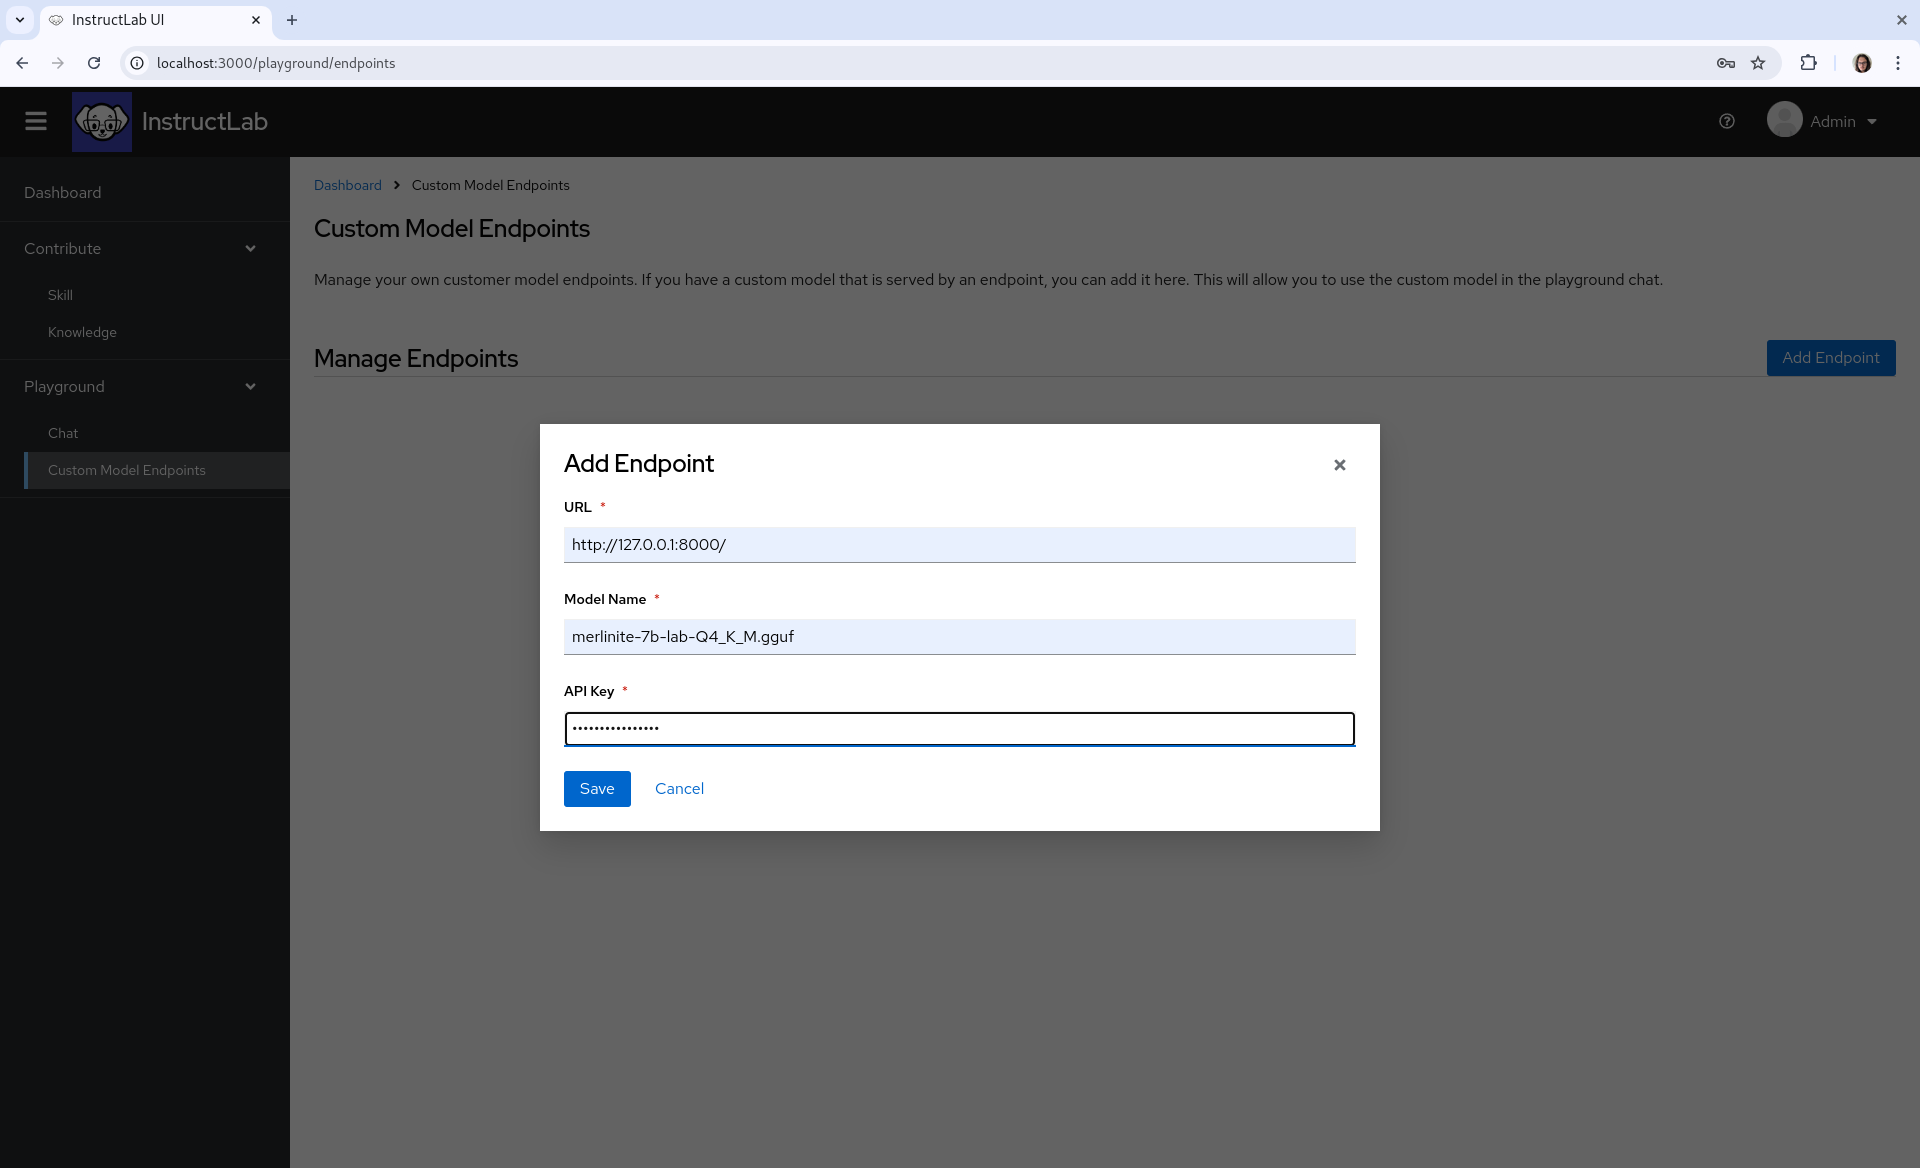 InstructLab UI
localhost:3000/playground/endpoints
InstructLab
Admin
Dashboard
Contribute
Skill
Knowledge
Playground
Chat
Custom Model Endpoints
Dashboard > Custom Model Endpoints
Custom Model Endpoints
Manage your own customer model endpoints. If you have a custom model that is served by an endpoint, you can add it here. This will allow you to use the custom model in the playground chat.
Manage Endpoints
Add Endpoint
Add Endpoint
URL *
http://127.0.0.1:8000/
Model Name *
merlinite-7b-lab-Q4_K_M.gguf
API Key *
••••••••••••••••
Save Cancel